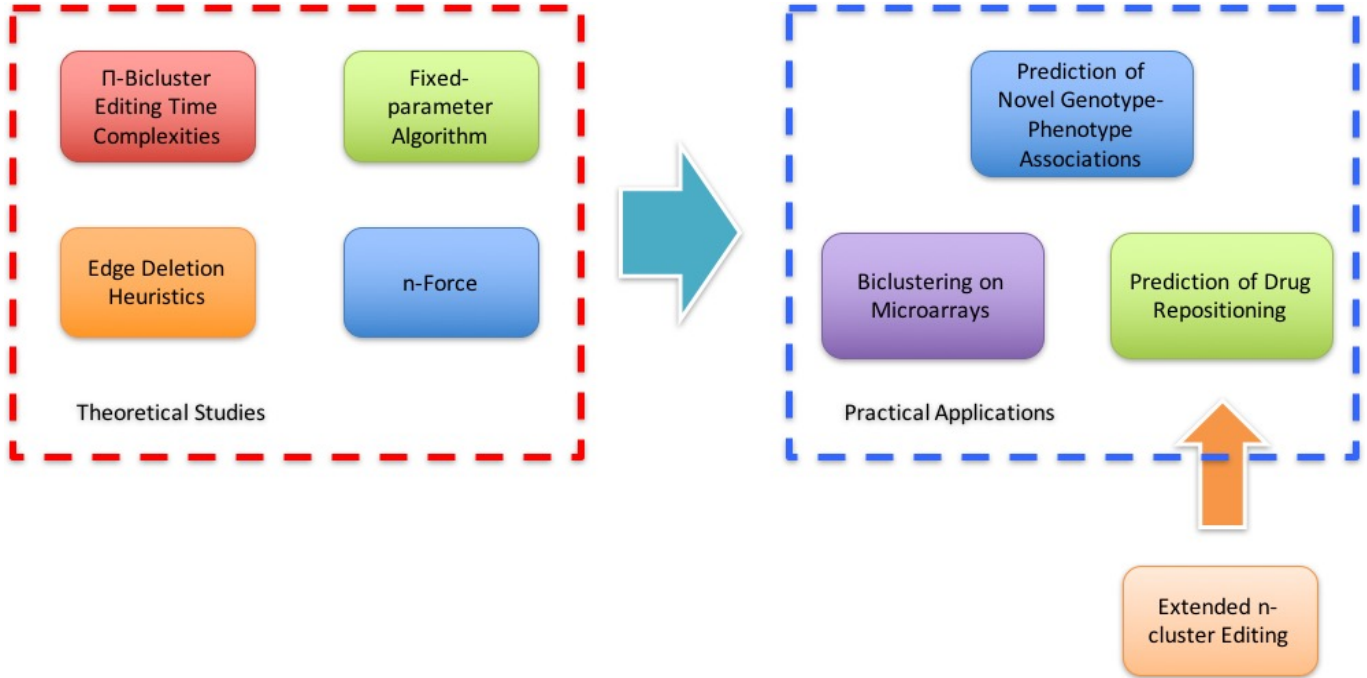 Π-Bicluster
Editing Time
Complexities
Fixed-
parameter
Algorithm
Edge Deletion
Heuristics
n-Force
Theoretical Studies
Prediction of
Novel Genotype-
Phenotype
Associations
Biclustering on
Microarrays
Prediction of Drug
Repositioning
Practical Applications
Extended n-
cluster Editing